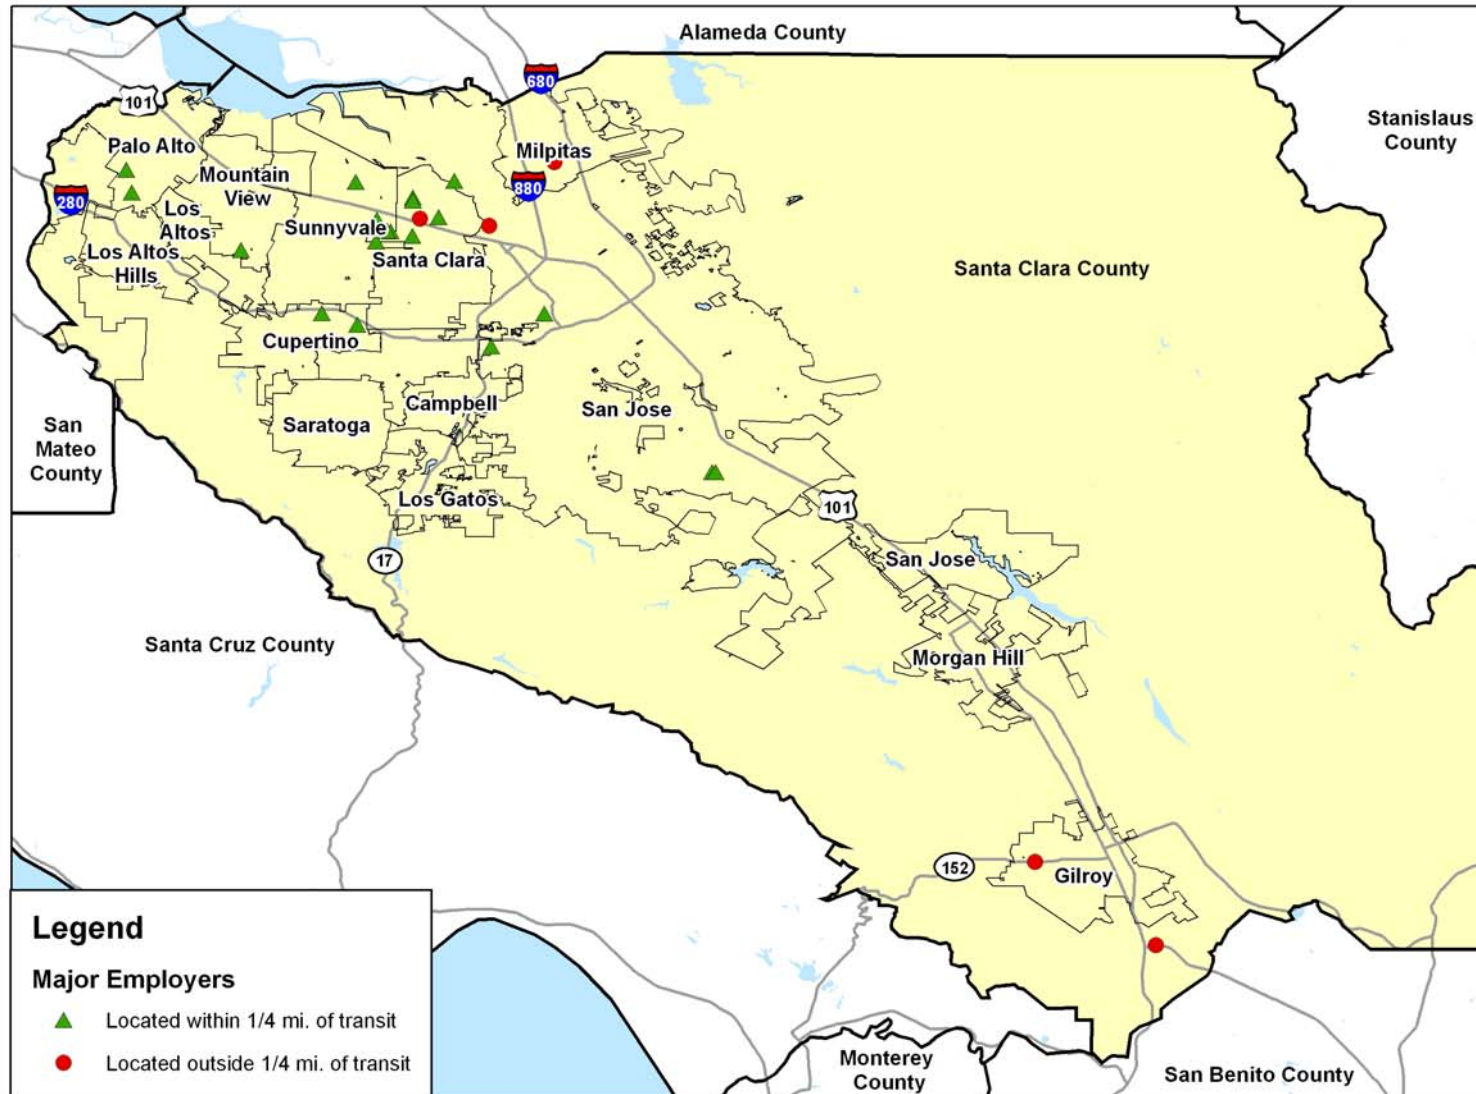 Alameda County
680
101
Stanislaus
County
Palo Alto
Milpitas
Mountain
View
880
280
Los
Altos
Sunnyvale
Los Altos
Hills
Santa Clara
Santa Clara County
Cupertino
Campbell
San Jose
Saratoga
San
Mateo
County
Los Gatos
101
17
San Jose
Santa Cruz County
Morgan Hill
152
Gilroy
Legend
Major Employers
Located within 1/4 mi. of transit
Located outside 1/4 mi. of transit
Monterey
County
San Benito County